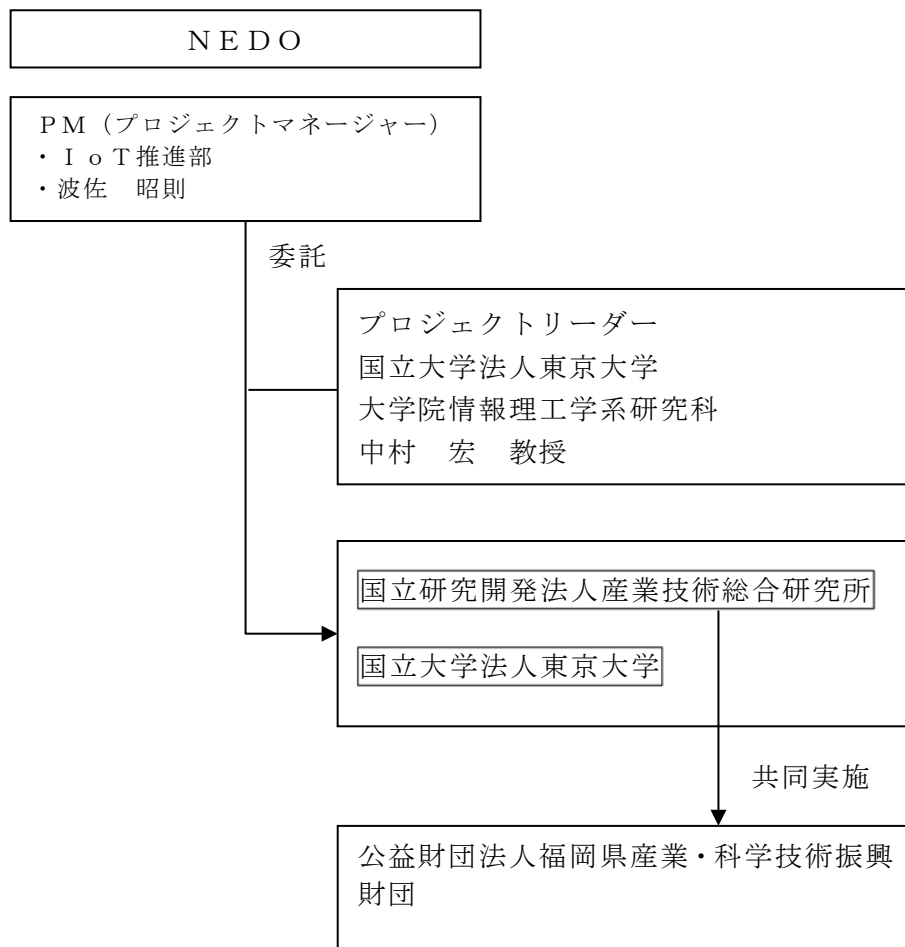 ＮＥＤＯ
ＰＭ（プロジェクトマネージャー）
・ＩｏＴ推進部
・波佐　昭則
委託
プロジェクトリーダー
国立大学法人東京大学
大学院情報理工学系研究科
中村　宏　教授
国立研究開発法人産業技術総合研究所
国立大学法人東京大学
共同実施
公益財団法人福岡県産業・科学技術振興
財団